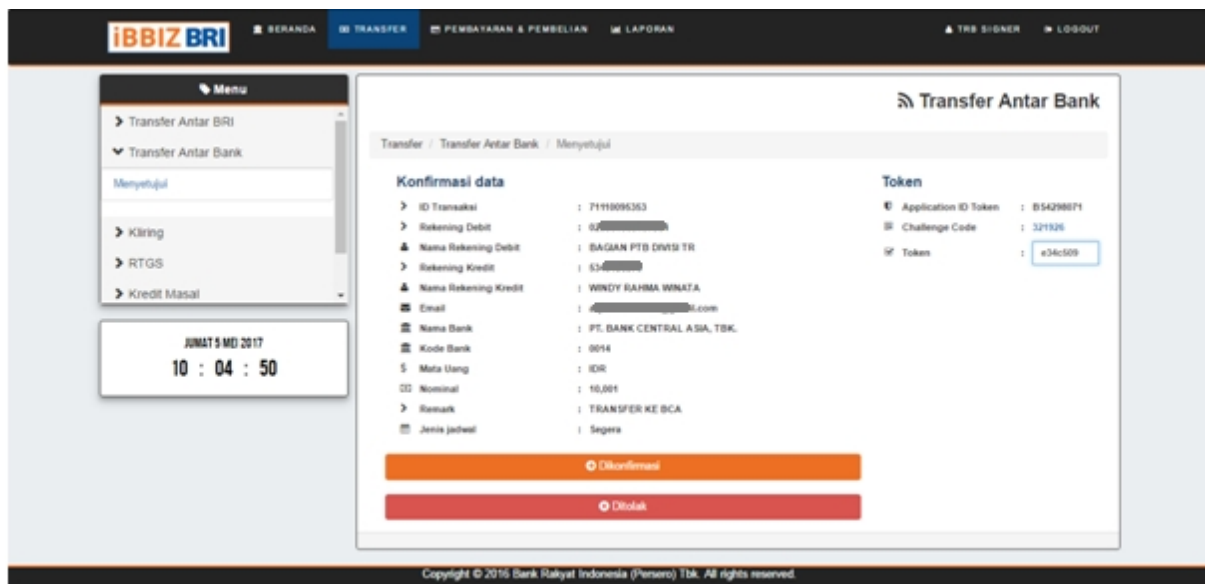 iBBIZ BRI
BERANDA
TRANSFER
PEMBAYARAN & PEMBELIAN
LAPORAN
TRB SIGNER
LOGOUT
Menu
Transfer Antar BRI
Transfer Antar Bank
Menyetujui
Kliring
RTGS
Kredit Masal
JUMAT 5 MEI 2017
10 : 04 : 50
Transfer Antar Bank
Transfer / Transfer Antar Bank / Menyetujui
Konfirmasi data
ID Transaksi : 71110095353
Rekening Debit :
Nama Rekening Debit : BAGIAN PTB DIVISI TR
Rekening Kredit :
Nama Rekening Kredit : WINDY RAHMA WINATA
Email :
Nama Bank : PT. BANK CENTRAL ASIA, TBK.
Kode Bank : 0014
Mata Uang : IDR
Nominal : 10,001
Remark : TRANSFER KE BCA
Jenis jadwal : Segera
Dikonfirmasi
Ditolak
Token
Application ID Token : B54298071
Challenge Code : 321926
Token : e34c509
Copyright © 2016 Bank Rakyat Indonesia (Persero) Tbk. All rights reserved.